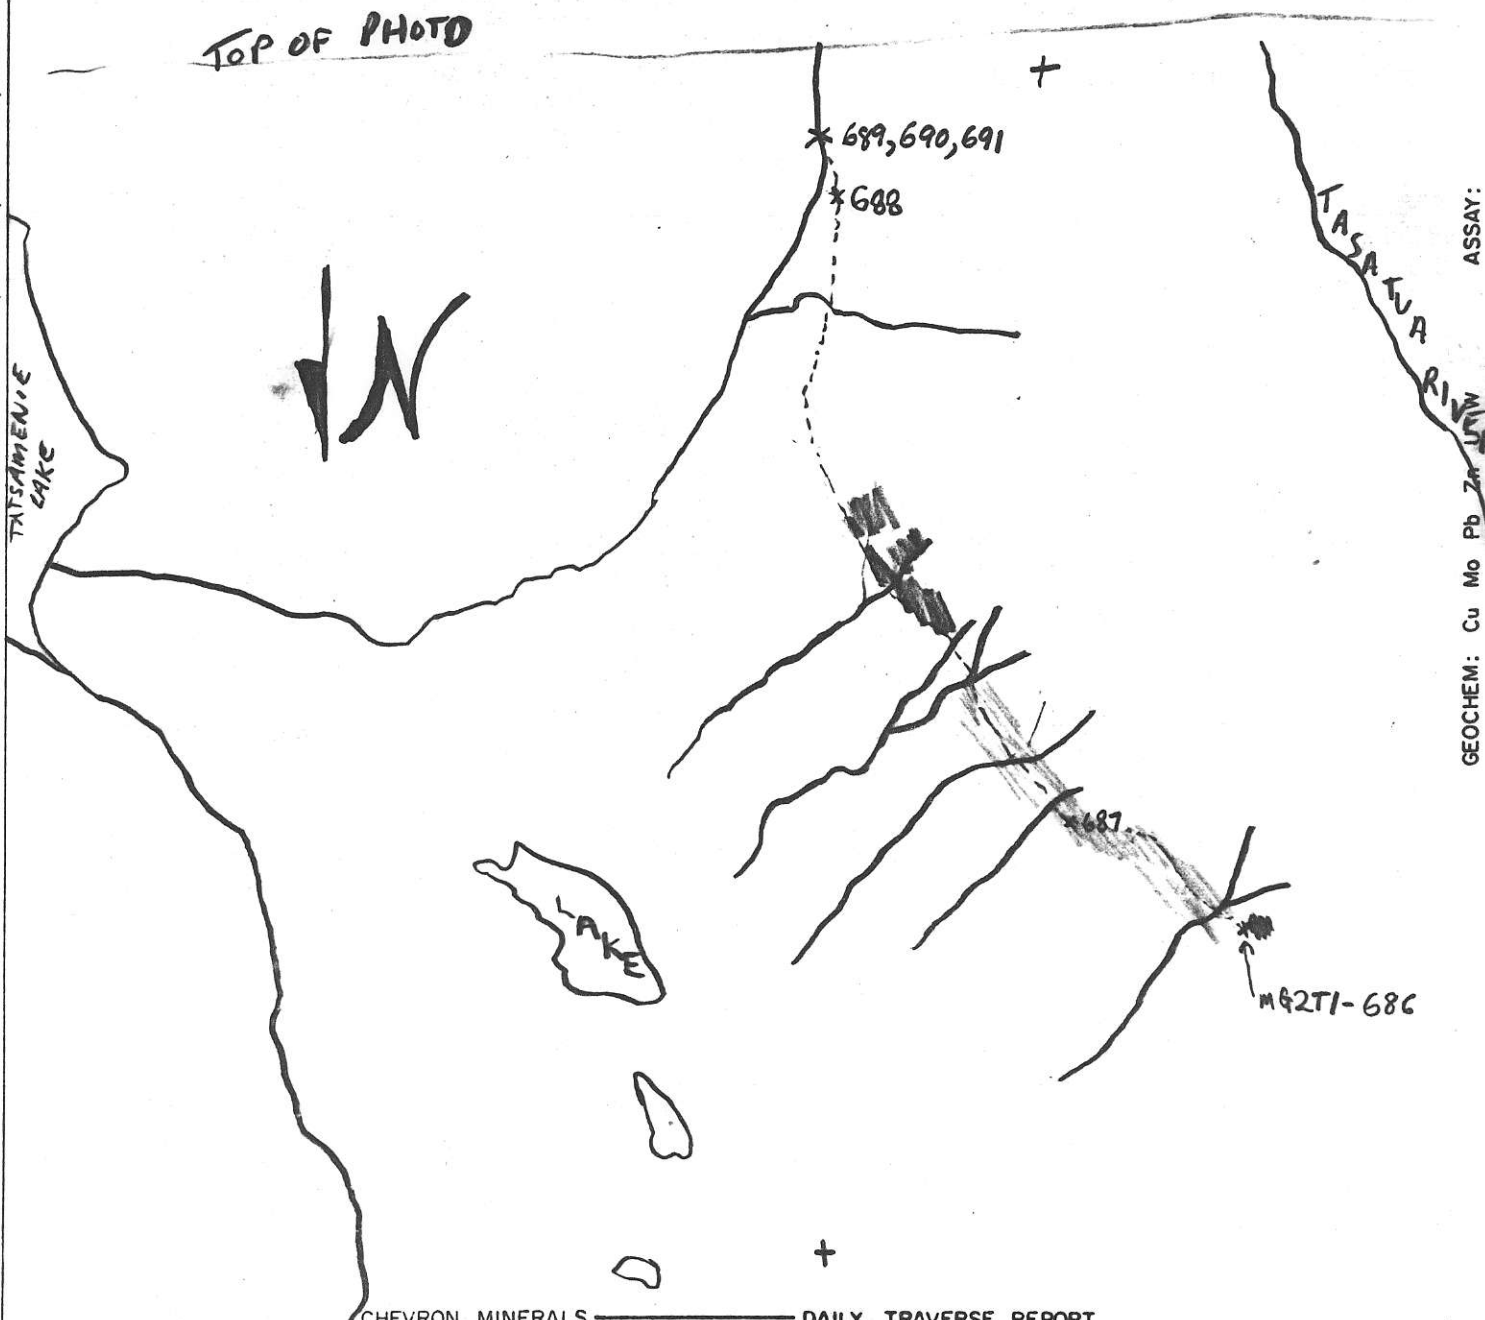 TOP OF PHOTO
689,690,691
688
ASSAY:
TASATUA RIV
N
TATSAMENIE
LAKE
GEOCHEM: Cu Mo Pb Zn W
687
LAKE
MG2T1-686
CHEVRON MINERALS DAILY TRAVERSE REPORT